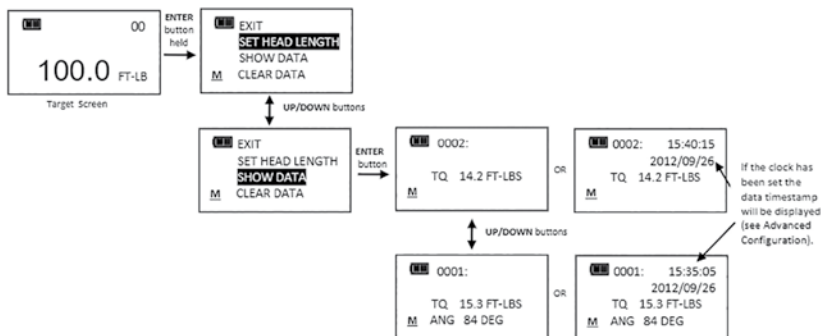 00
100.0 FT-LB
Target Screen
ENTER
button
held
EXIT
SET HEAD LENGTH
SHOW DATA
M CLEAR DATA
UP/DOWN buttons
EXIT
SET HEAD LENGTH
SHOW DATA
M CLEAR DATA
ENTER
button
0002:
TQ 14.2 FT-LBS
M
OR
0002: 15:40:15
2012/09/26
TQ 14.2 FT-LBS
M
If the clock has
been set the
data timestamp
will be displayed
(see Advanced
Configuration).
UP/DOWN buttons
0001:
TQ 15.3 FT-LBS
M ANG 84 DEG
OR
0001: 15:35:05
2012/09/26
TQ 15.3 FT-LBS
M ANG 84 DEG